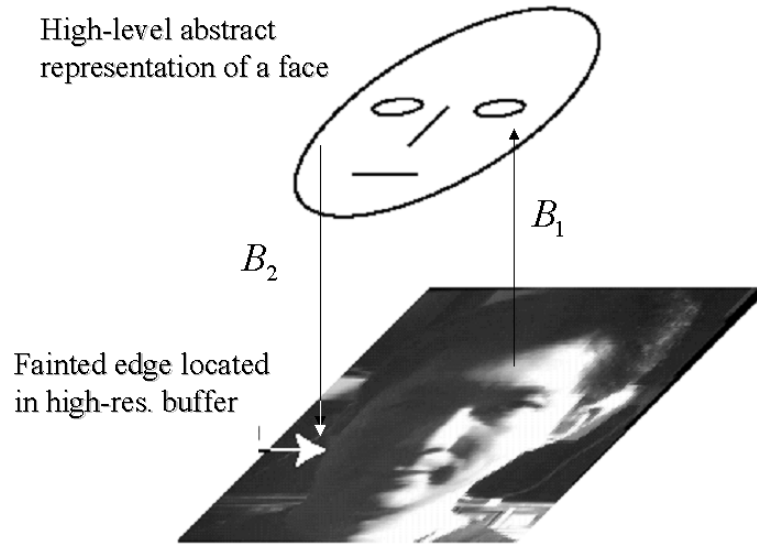 High-level abstract
representation of a face
B₁
B₂
Fainted edge located
in high-res. buffer